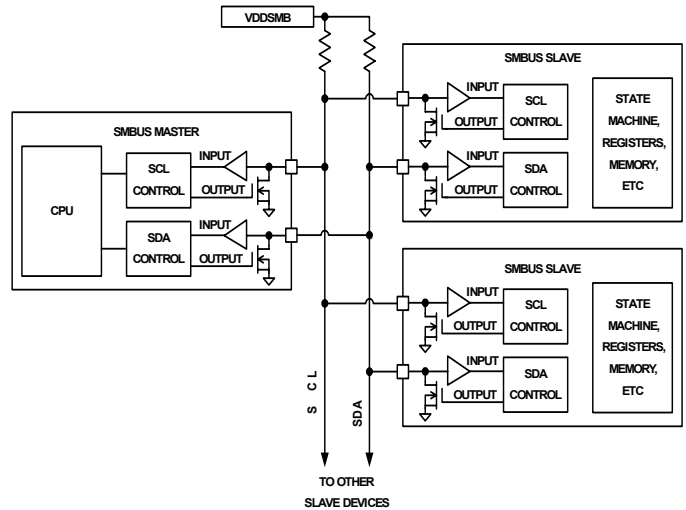 VDDSMB
SMBUS MASTER
CPU
SCL
CONTROL
INPUT
OUTPUT
SDA
CONTROL
INPUT
OUTPUT
SMBUS SLAVE
INPUT
OUTPUT
SCL
CONTROL
INPUT
OUTPUT
SDA
CONTROL
STATE
MACHINE,
REGISTERS,
MEMORY,
ETC
SMBUS SLAVE
INPUT
OUTPUT
SCL
CONTROL
INPUT
OUTPUT
SDA
CONTROL
STATE
MACHINE,
REGISTERS,
MEMORY,
ETC
S CL
SDA
TO OTHER
SLAVE DEVICES